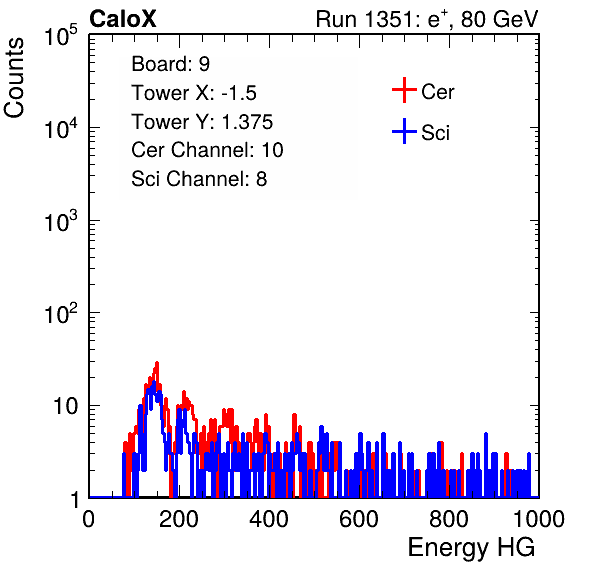 CaloX Run 1351: e⁺, 80 GeV
Counts
10⁵
10⁴
10³
10²
10
1
Board: 9
Tower X: -1.5
Tower Y: 1.375
Cer Channel: 10
Sci Channel: 8
Cer
Sci
0 200 400 600 800 1000
Energy HG